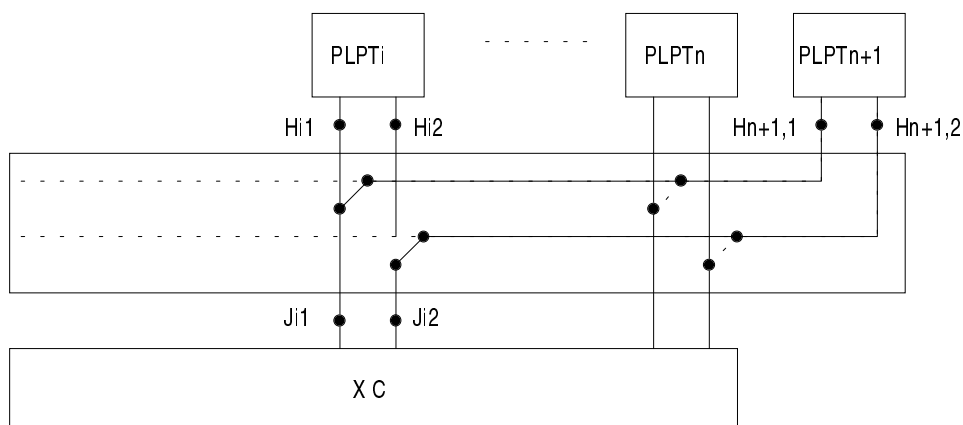 PLPTi
PLPTn
PLPTn+1
Hi1
Hi2
Hn+1,1
Hn+1,2
Ji1
Ji2
X C